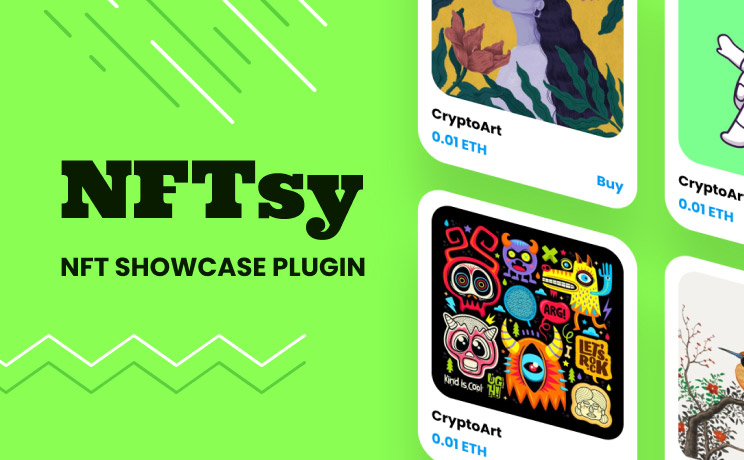 NFTsy
NFT SHOWCASE PLUGIN
CryptoArt
0.01 ETH
Buy
CryptoAr
0.01 ETH
ARG!
LET'S
ROCK
Kind is Cool
UGLY
CryptoArt
0.01 ETH